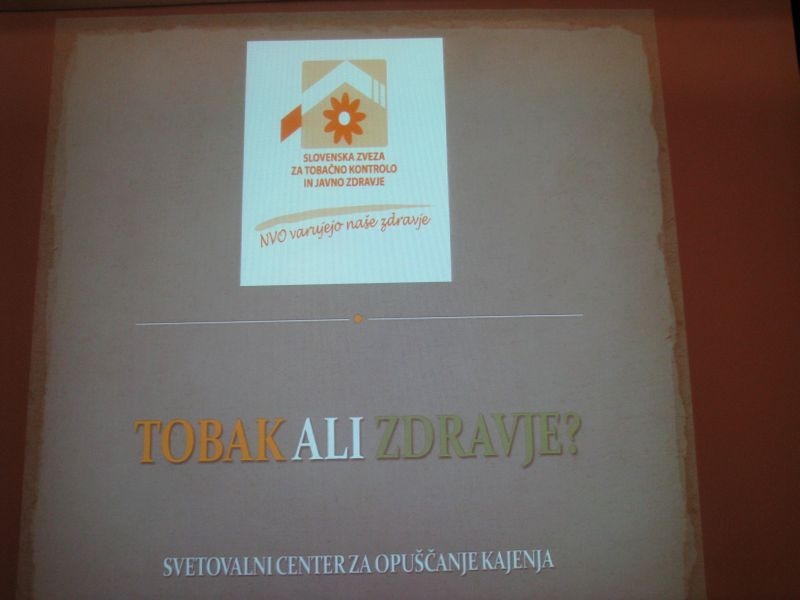 SLOVENSKA ZVEZA
ZA TOBAČNO KONTROLO
IN JAVNO ZDRAVJE
NVO varujejo naše zdravje
TOBAK ALI ZDRAVJE?
SVETOVALNI CENTER ZA OPUŠČANJE KAJENJA